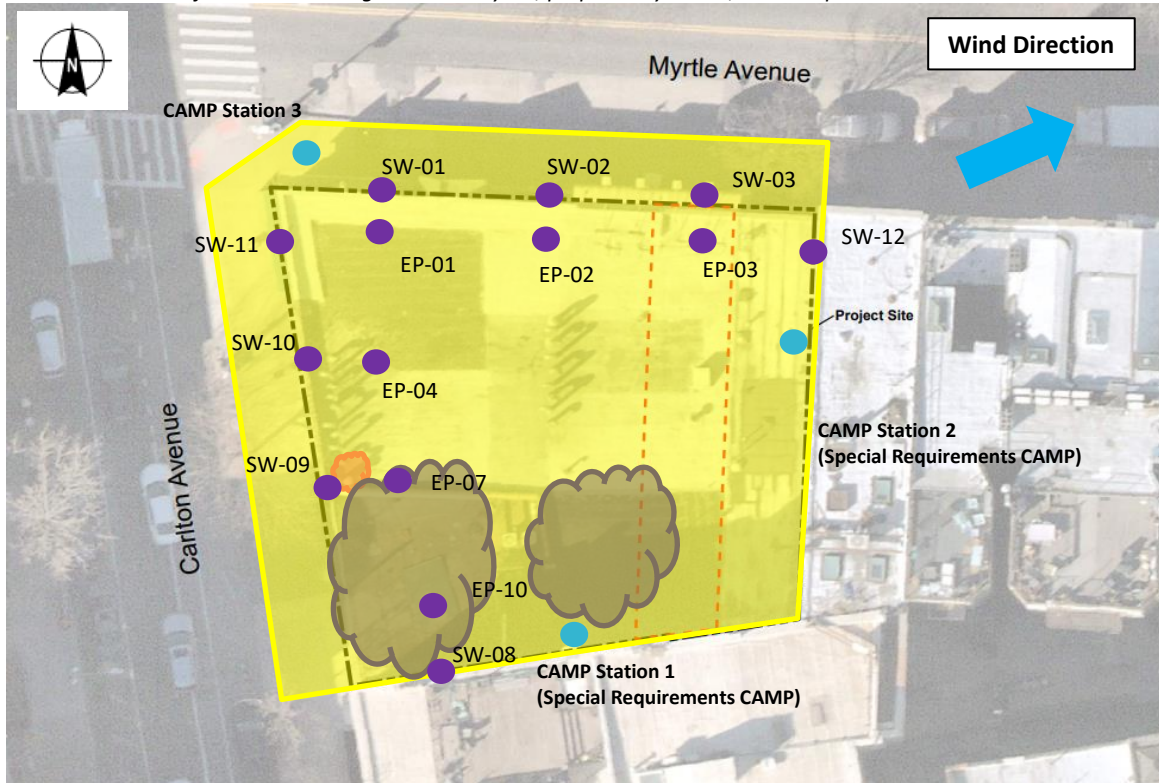 Wind Direction
N
Myrtle Avenue
CAMP Station 3
SW-01
SW-02
SW-03
SW-11
EP-01
EP-02
EP-03
SW-12
Project Site
SW-10
EP-04
Carlton Avenue
CAMP Station 2
(Special Requirements CAMP)
SW-09
EP-07
EP-10
SW-08
CAMP Station 1
(Special Requirements CAMP)